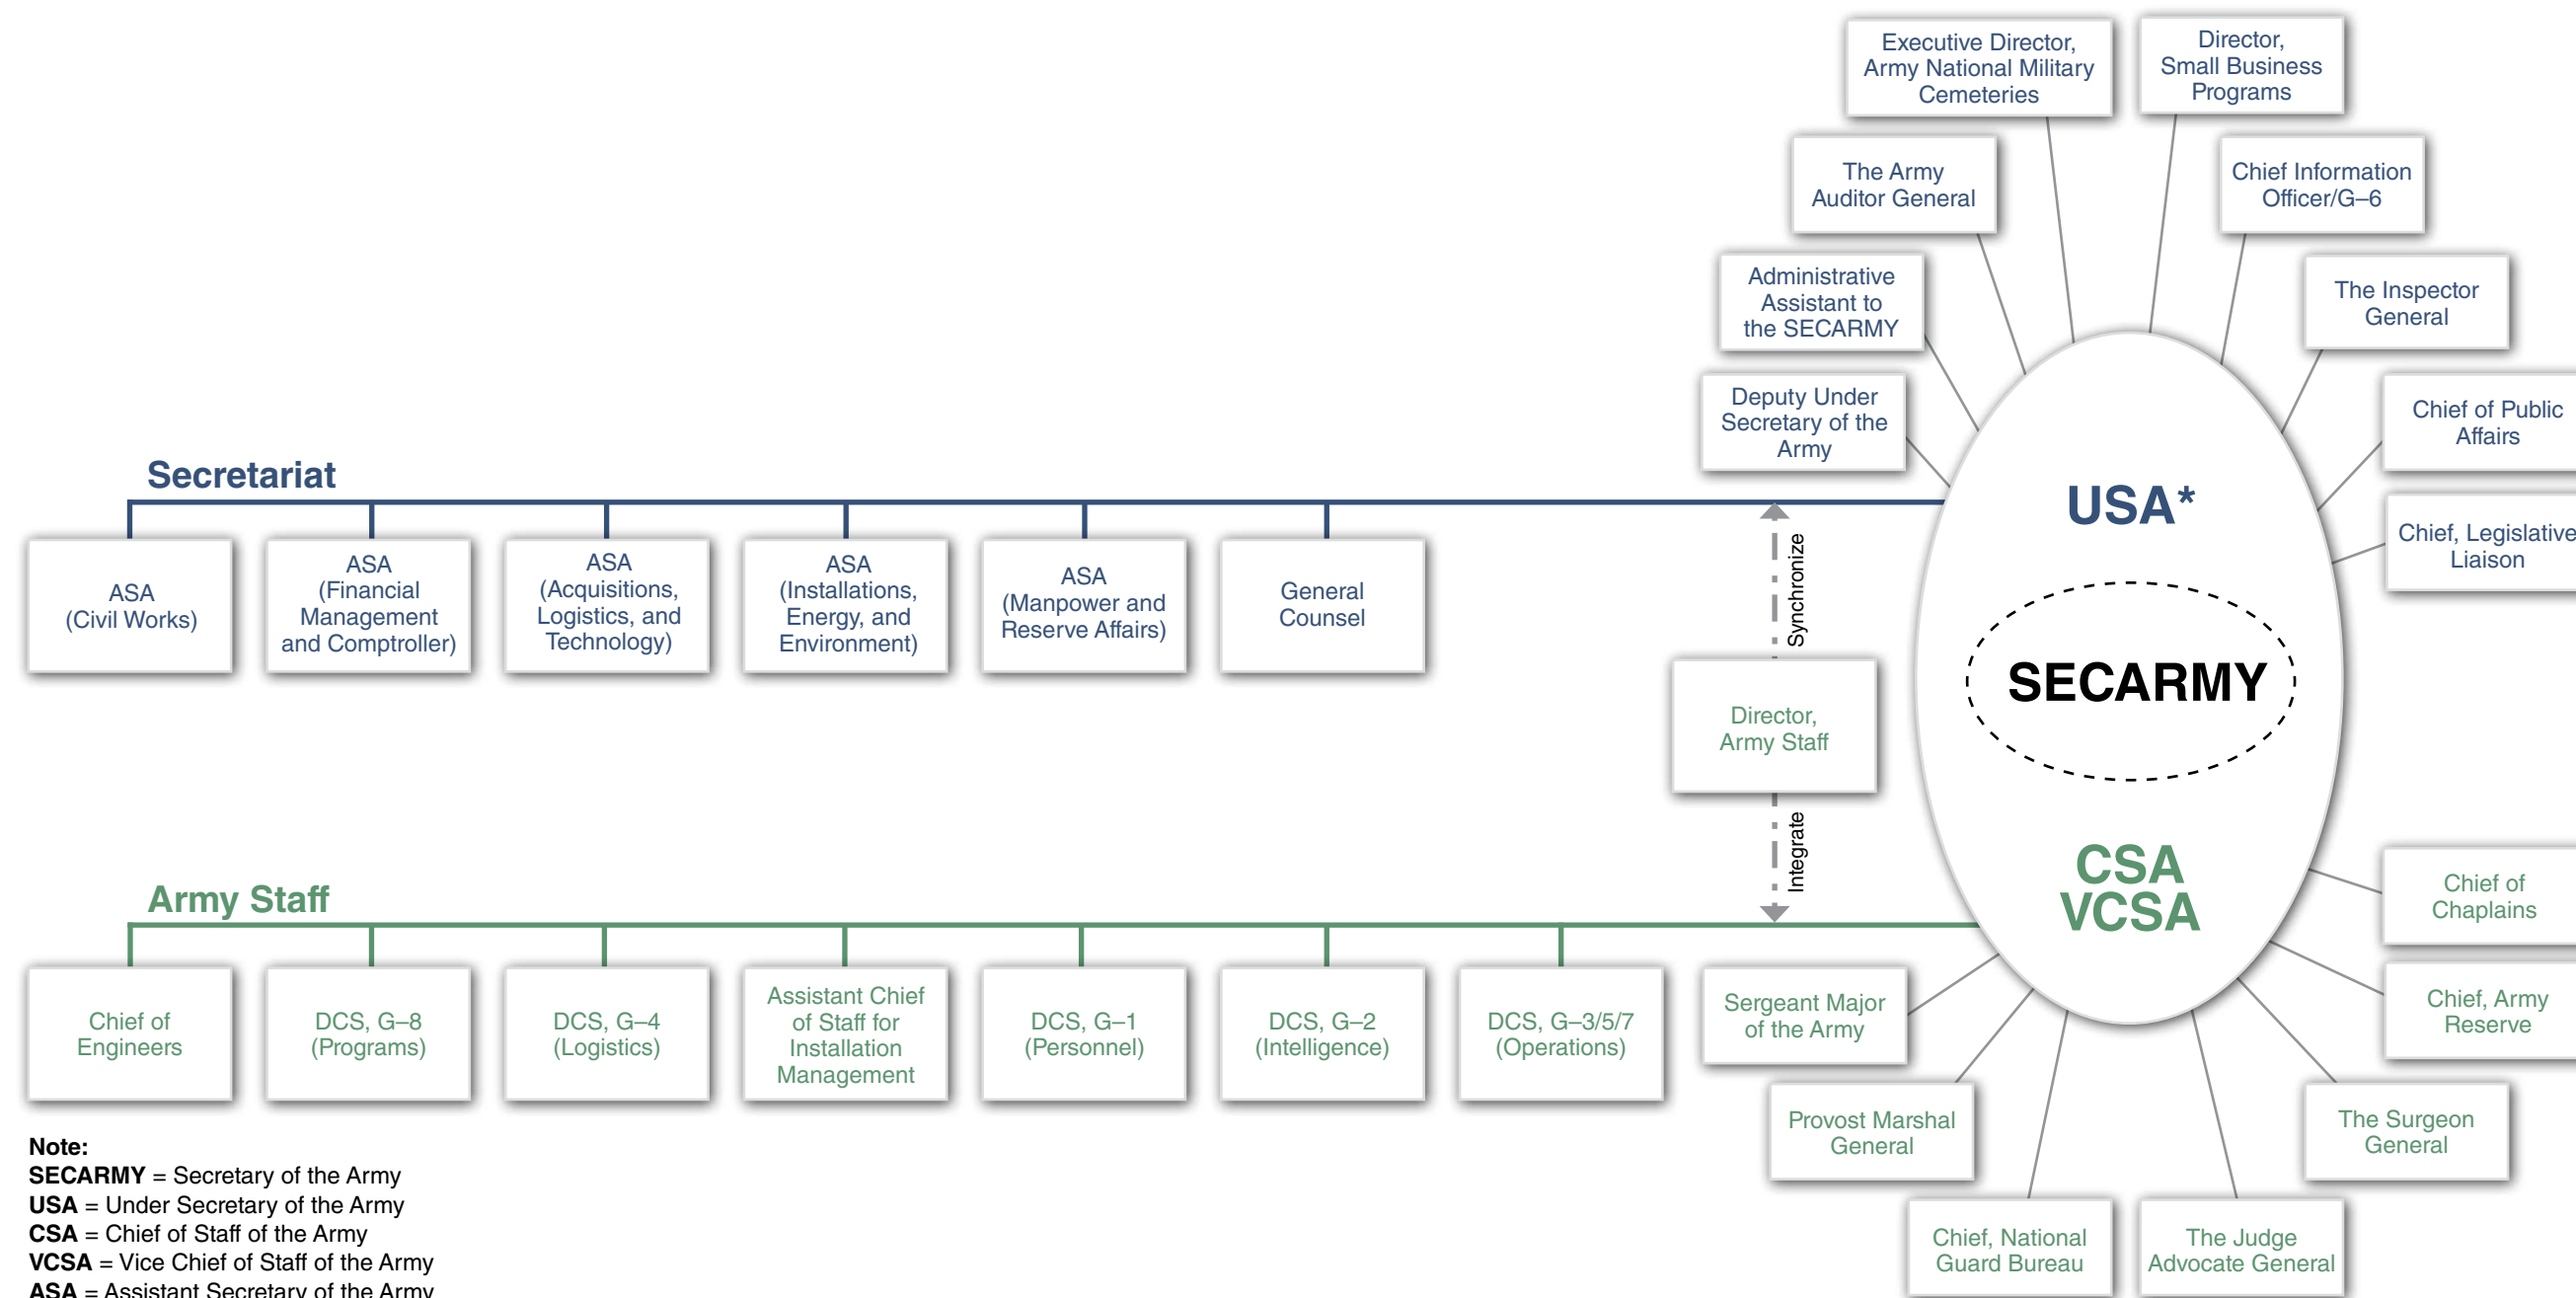 Executive Director,
Army National Military
Cemeteries
Director,
Small Business
Programs
The Army
Auditor General
Chief Information
Officer/G–6
Administrative
Assistant to
the SECARMY
The Inspector
General
Deputy Under
Secretary of the
Army
Chief of Public
Affairs
Chief, Legislative
Liaison
Secretariat
USA*
ASA
(Civil Works)
ASA
(Financial
Management
and Comptroller)
ASA
(Acquisitions,
Logistics, and
Technology)
ASA
(Installations,
Energy, and
Environment)
ASA
(Manpower and
Reserve Affairs)
General
Counsel
Synchronize
SECARMY
Director,
Army Staff
Integrate
CSA
VCSA
Army Staff
Chief of
Engineers
DCS, G–8
(Programs)
DCS, G–4
(Logistics)
Assistant Chief
of Staff for
Installation
Management
DCS, G–1
(Personnel)
DCS, G–2
(Intelligence)
DCS, G–3/5/7
(Operations)
Sergeant Major
of the Army
Chief of
Chaplains
Chief, Army
Reserve
Provost Marshal
General
The Surgeon
General
Chief, National
Guard Bureau
The Judge
Advocate General
Note:
SECARMY = Secretary of the Army
USA = Under Secretary of the Army
CSA = Chief of Staff of the Army
VCSA = Vice Chief of Staff of the Army
ASA = Assistant Secretary of the Army